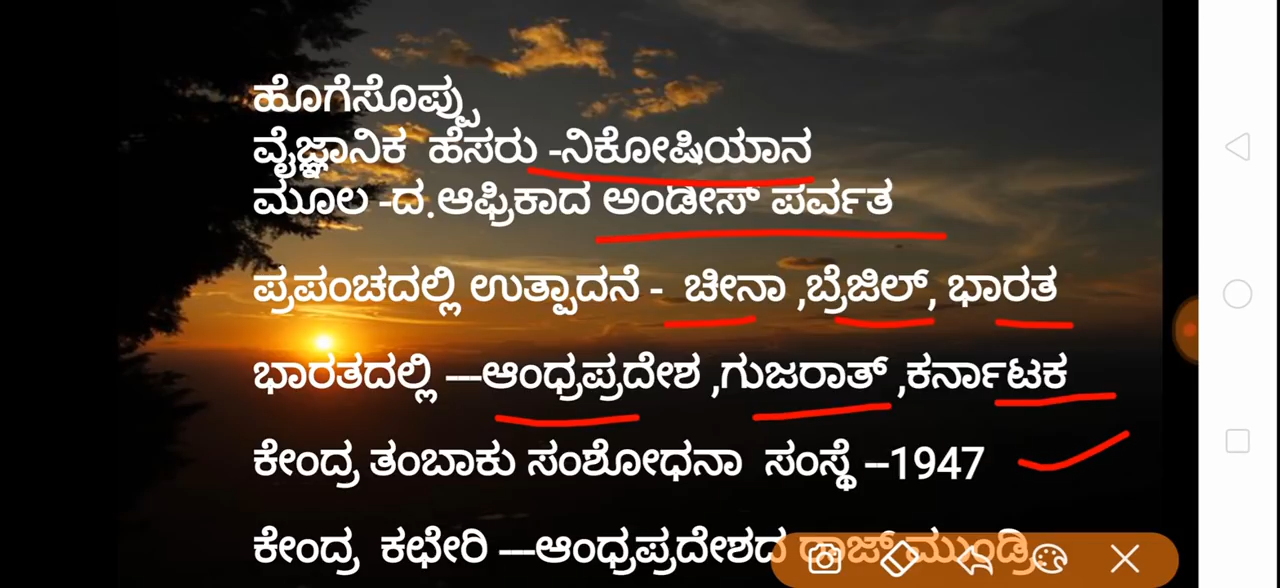 ಹೊಗೆಸೊಪ್ಪು
ವೈಜ್ಞಾನಿಕ ಹೆಸರು -ನಿಕೋಷಿಯಾನ
ಮೂಲ -ದ.ಆಫ್ರಿಕಾದ ಅಂಡೀಸ್ ಪರ್ವತ
ಪ್ರಪಂಚದಲ್ಲಿ ಉತ್ಪಾದನೆ - ಚೀನಾ ,ಬ್ರೆಜಿಲ್, ಭಾರತ
ಭಾರತದಲ್ಲಿ ---ಆಂಧ್ರಪ್ರದೇಶ ,ಗುಜರಾತ್ ,ಕರ್ನಾಟಕ
ಕೇಂದ್ರ ತಂಬಾಕು ಸಂಶೋಧನಾ ಸಂಸ್ಥೆ --1947
ಕೇಂದ್ರ ಕಛೇರಿ ---ಆಂಧ್ರಪ್ರದೇಶದ ರಾಜ್ ಮುಂಡ್ರಿ